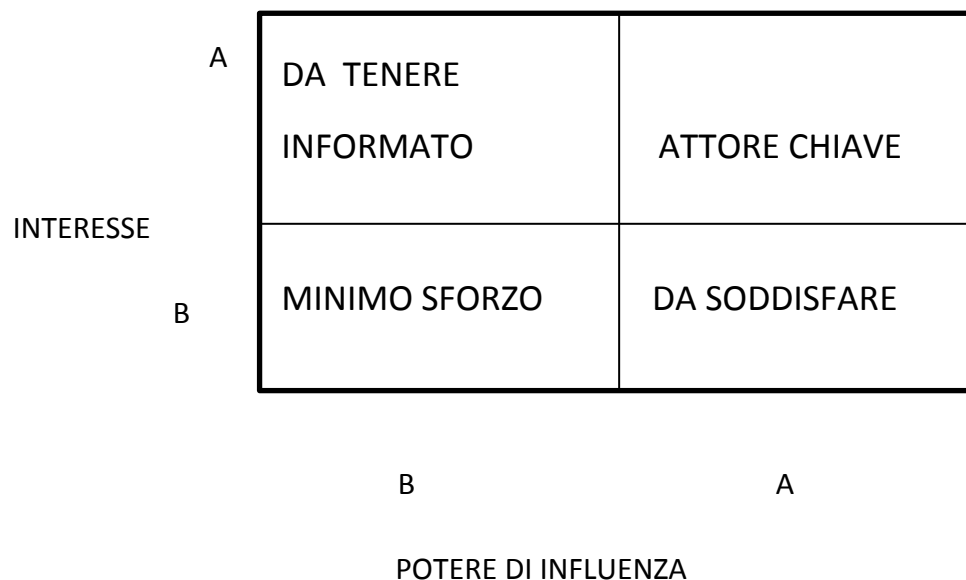 A
DA TENERE
INFORMATO
ATTORE CHIAVE
INTERESSE
B
MINIMO SFORZO
DA SODDISFARE
B
A
POTERE DI INFLUENZA